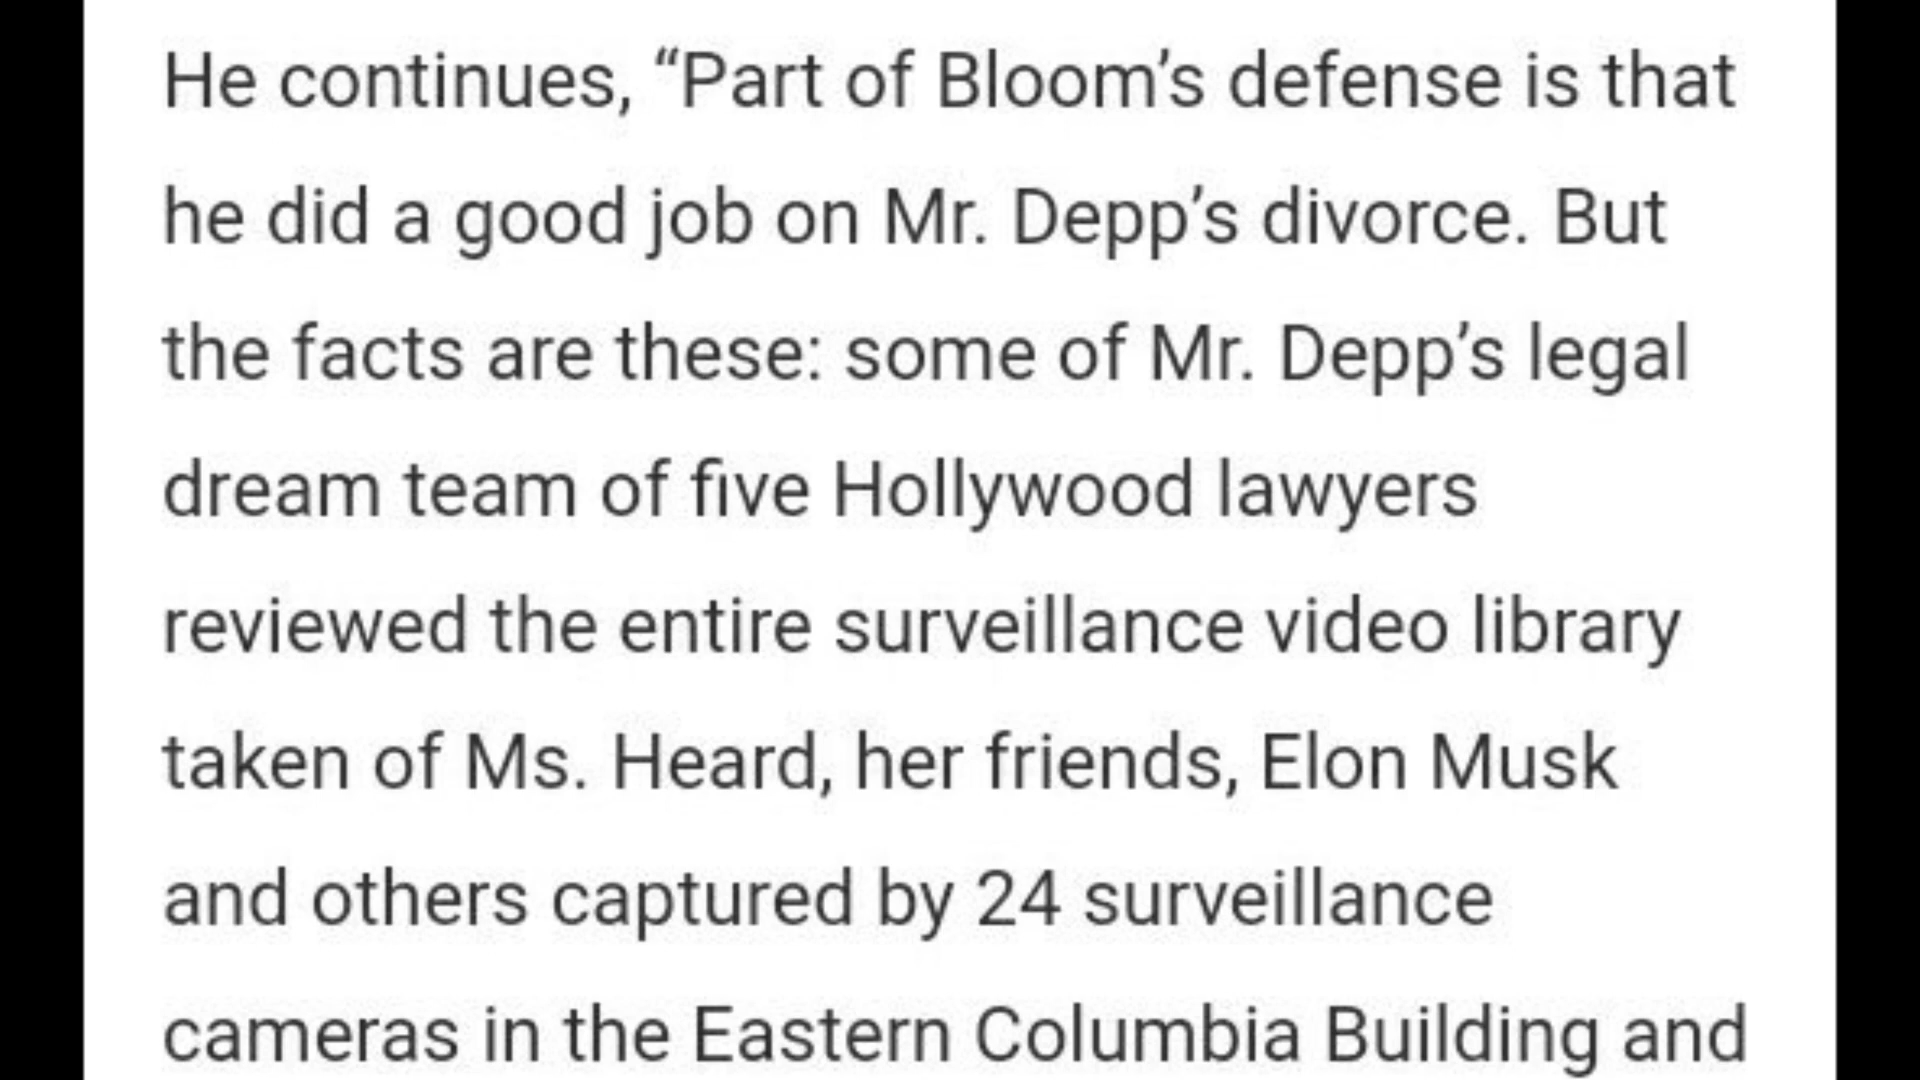 He continues, “Part of Bloom’s defense is that
he did a good job on Mr. Depp’s divorce. But
the facts are these: some of Mr. Depp’s legal
dream team of five Hollywood lawyers
reviewed the entire surveillance video library
taken of Ms. Heard, her friends, Elon Musk
and others captured by 24 surveillance
cameras in the Eastern Columbia Building and